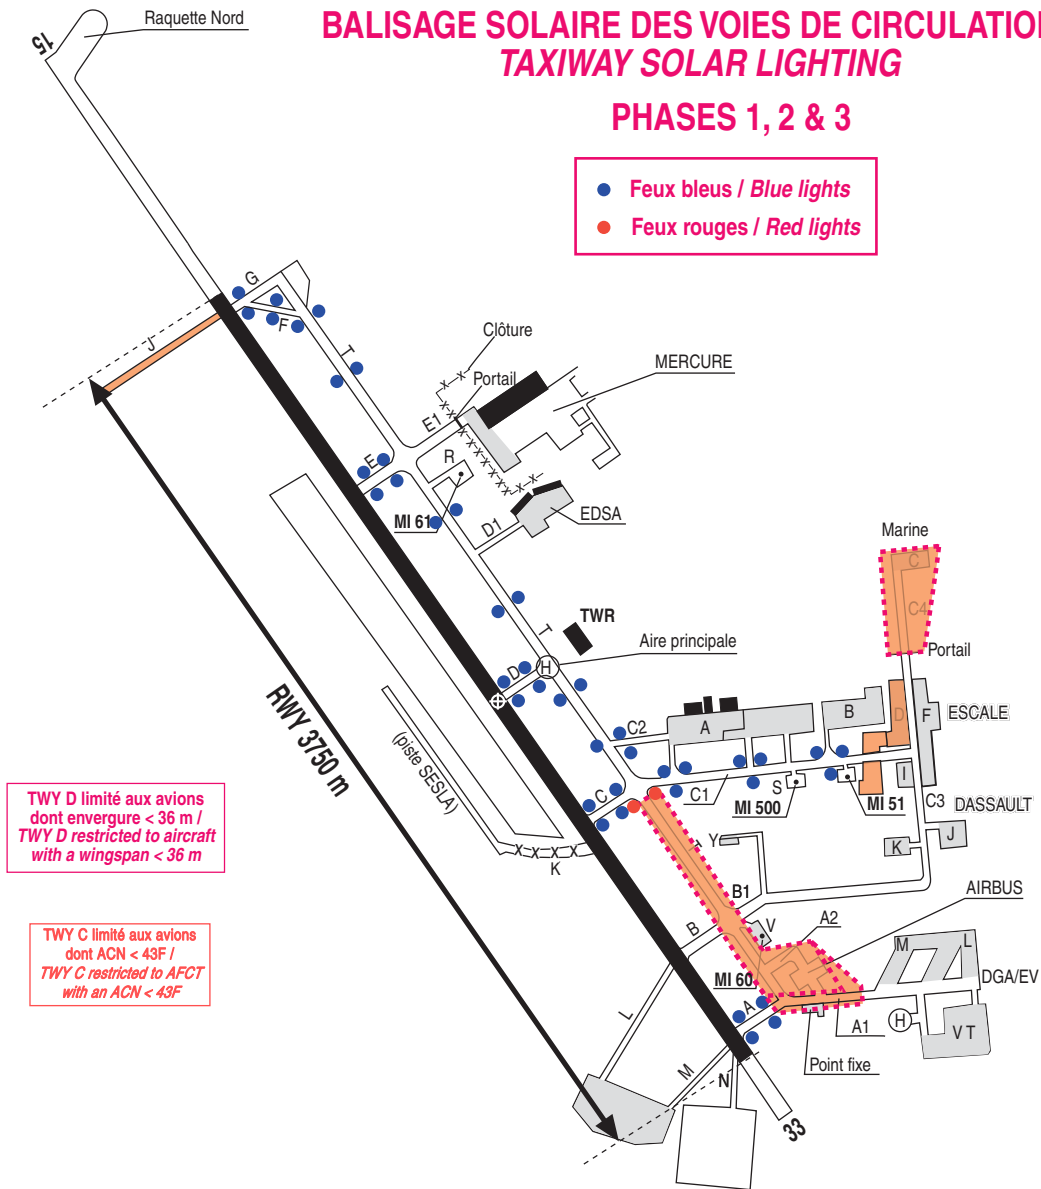 BALISAGE SOLAIRE DES VOIES DE CIRCULATION
TAXIWAY SOLAR LIGHTING
PHASES 1, 2 & 3
Feux bleus / Blue lights
Feux rouges / Red lights
Raquette Nord
15
G
F
J
T
Clôture
Portail
MERCURE
E1
E
R
MI 61
D1
EDSA
Marine
C
C4
Portail
T
TWR
Aire principale
D
H
RWY 3750 m
(piste SESLA)
C2
A
B
D
F
ESCALE
C
C1
S
MI 500
MI 51
I
C3
DASSAULT
TWY D limité aux avions
dont envergure < 36 m /
TWY D restricted to aircraft
with a wingspan < 36 m
K
T
Y
K
J
B1
AIRBUS
B
V
A2
M
L
TWY C limité aux avions
dont ACN < 43F /
TWY C restricted to AFCT
with an ACN < 43F
MI 60
DGA/EV
L
A
A1
H
V T
M
N
Point fixe
33